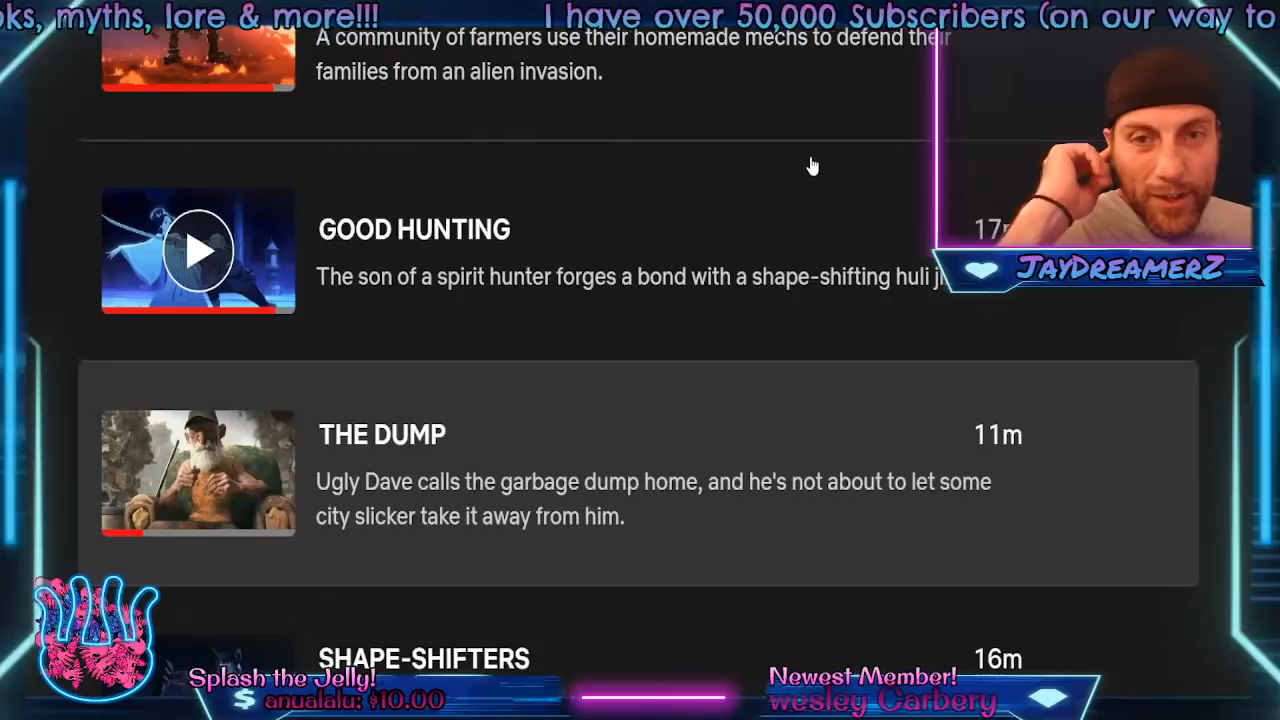 ks, myths, lore & more!!! I have over 50,000 Subscribers (on our way to
A community of farmers use their homemade mechs to defend their
families from an alien invasion.
GOOD HUNTING
17
The son of a spirit hunter forges a bond with a shape-shifting huli
JayDreamerZ
THE DUMP 11m
Ugly Dave calls the garbage dump home, and he's not about to let some
city slicker take it away from him.
SHAPE-SHIFTERS 16m
Splash the Jelly!
$ anualalu: $10.00
Newest Member!
wesley Carbery